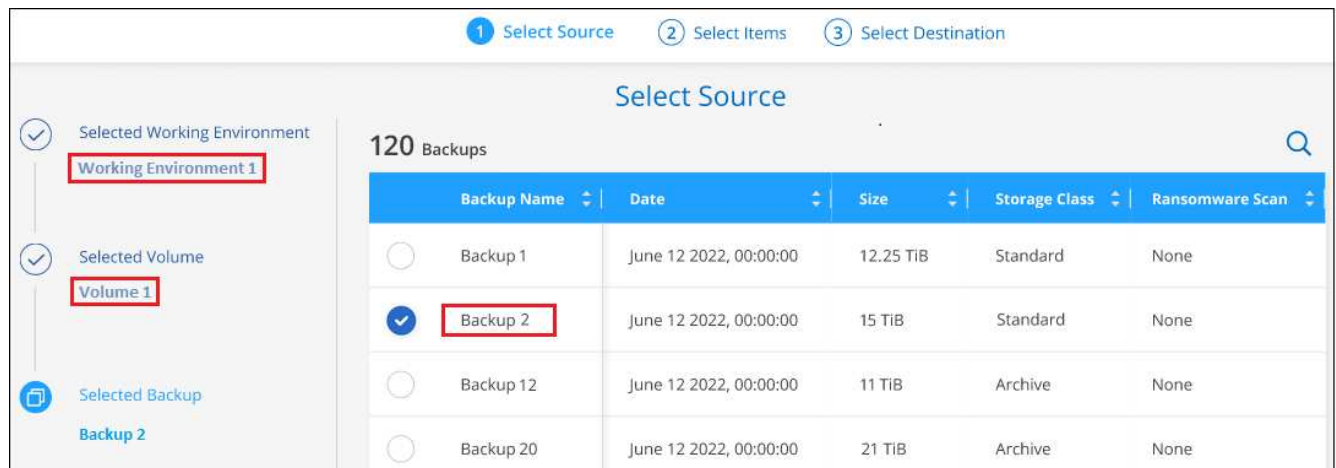 1 Select Source 2 Select Items 3 Select Destination
Select Source
Selected Working Environment
Working Environment 1
Selected Volume
Volume 1
Selected Backup
Backup 2
120 Backups
Backup Name Date Size Storage Class Ransomware Scan
Backup 1 June 12 2022, 00:00:00 12.25 TiB Standard None
Backup 2 June 12 2022, 00:00:00 15 TiB Standard None
Backup 12 June 12 2022, 00:00:00 11 TiB Archive None
Backup 20 June 12 2022, 00:00:00 21 TiB Archive None